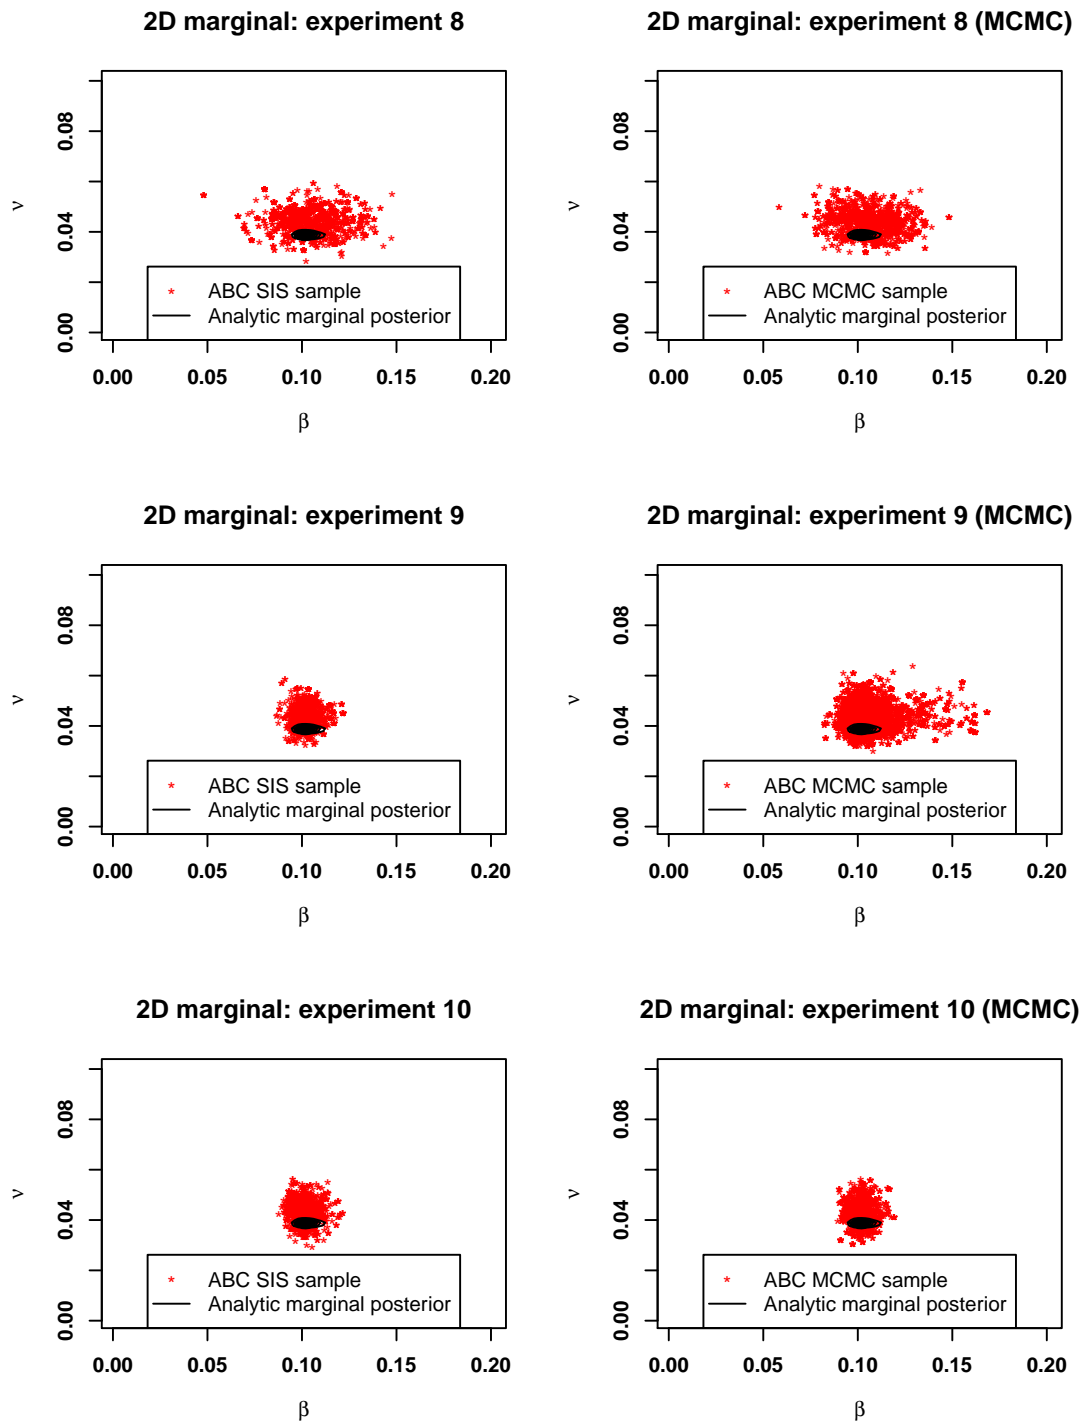 2D marginal: experiment 8
ν
0.00 0.04 0.08
ABC SIS sample
Analytic marginal posterior
0.00 0.05 0.10 0.15 0.20
β
2D marginal: experiment 8 (MCMC)
ν
0.00 0.04 0.08
ABC MCMC sample
Analytic marginal posterior
0.00 0.05 0.10 0.15 0.20
β
2D marginal: experiment 9
ν
0.00 0.04 0.08
ABC SIS sample
Analytic marginal posterior
0.00 0.05 0.10 0.15 0.20
β
2D marginal: experiment 9 (MCMC)
ν
0.00 0.04 0.08
ABC MCMC sample
Analytic marginal posterior
0.00 0.05 0.10 0.15 0.20
β
2D marginal: experiment 10
ν
0.00 0.04 0.08
ABC SIS sample
Analytic marginal posterior
0.00 0.05 0.10 0.15 0.20
β
2D marginal: experiment 10 (MCMC)
ν
0.00 0.04 0.08
ABC MCMC sample
Analytic marginal posterior
0.00 0.05 0.10 0.15 0.20
β